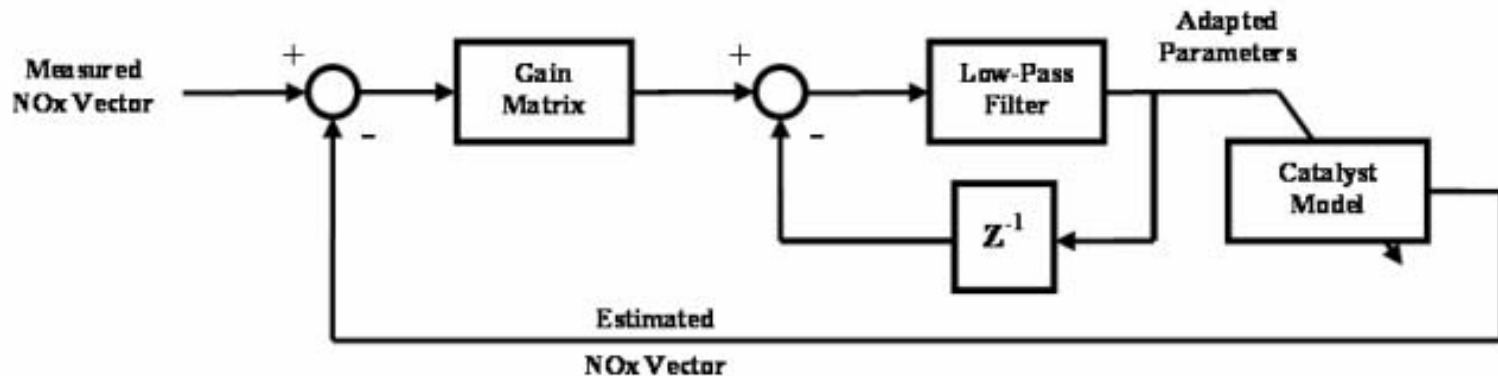 Measured
NOx Vector
+
-
Gain
Matrix
+
-
Low-Pass
Filter
Adapted
Parameters
Catalyst
Model
Z^-1
Estimated
NOx Vector